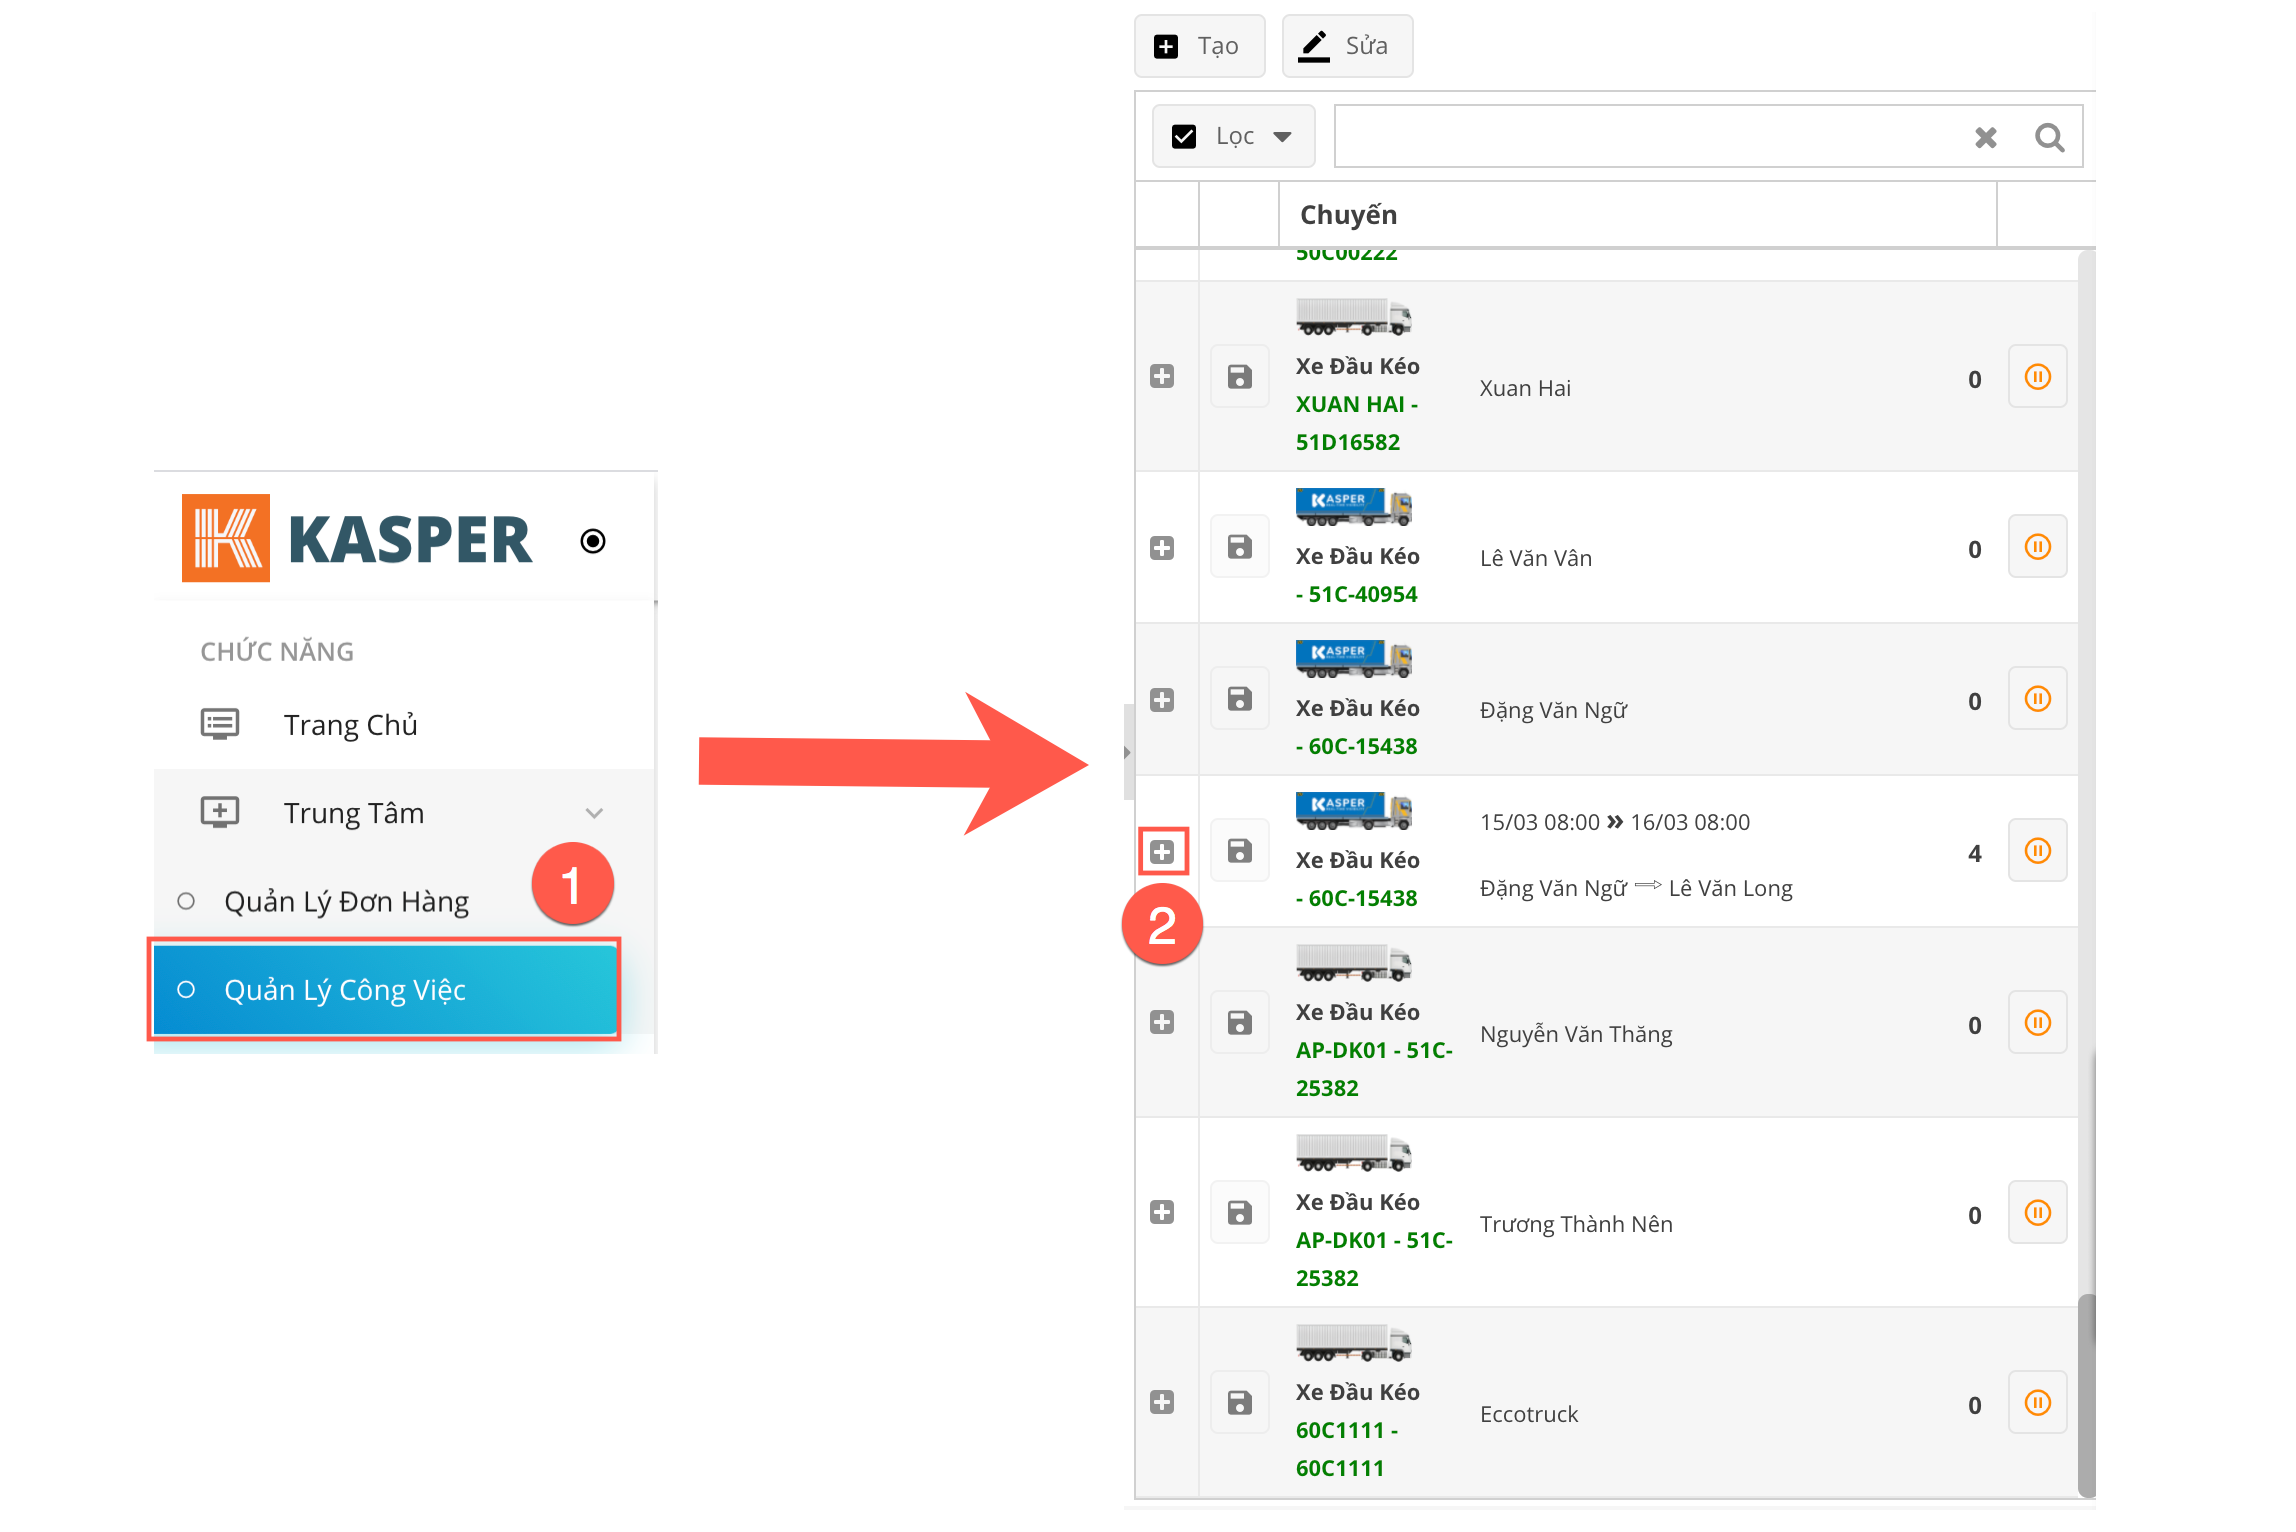 KASPER
CHỨC NĂNG
Trang Chủ
Trung Tâm
1
Quản Lý Đơn Hàng
Quản Lý Công Việc
Tạo
Sửa
Lọc
Chuyến
50C00222
Xe Đầu Kéo
XUAN HAI -
51D16582
Xuan Hai
0
KASPER
Xe Đầu Kéo
- 51C-40954
Lê Văn Vân
0
KASPER
Xe Đầu Kéo
- 60C-15438
Đặng Văn Ngữ
0
KASPER
Xe Đầu Kéo
- 60C-15438
15/03 08:00 » 16/03 08:00
Đặng Văn Ngữ ⇒ Lê Văn Long
4
2
Xe Đầu Kéo
AP-DK01 - 51C-
25382
Nguyễn Văn Thăng
0
Xe Đầu Kéo
AP-DK01 - 51C-
25382
Trương Thành Nên
0
Xe Đầu Kéo
60C1111 -
60C1111
Eccotruck
0